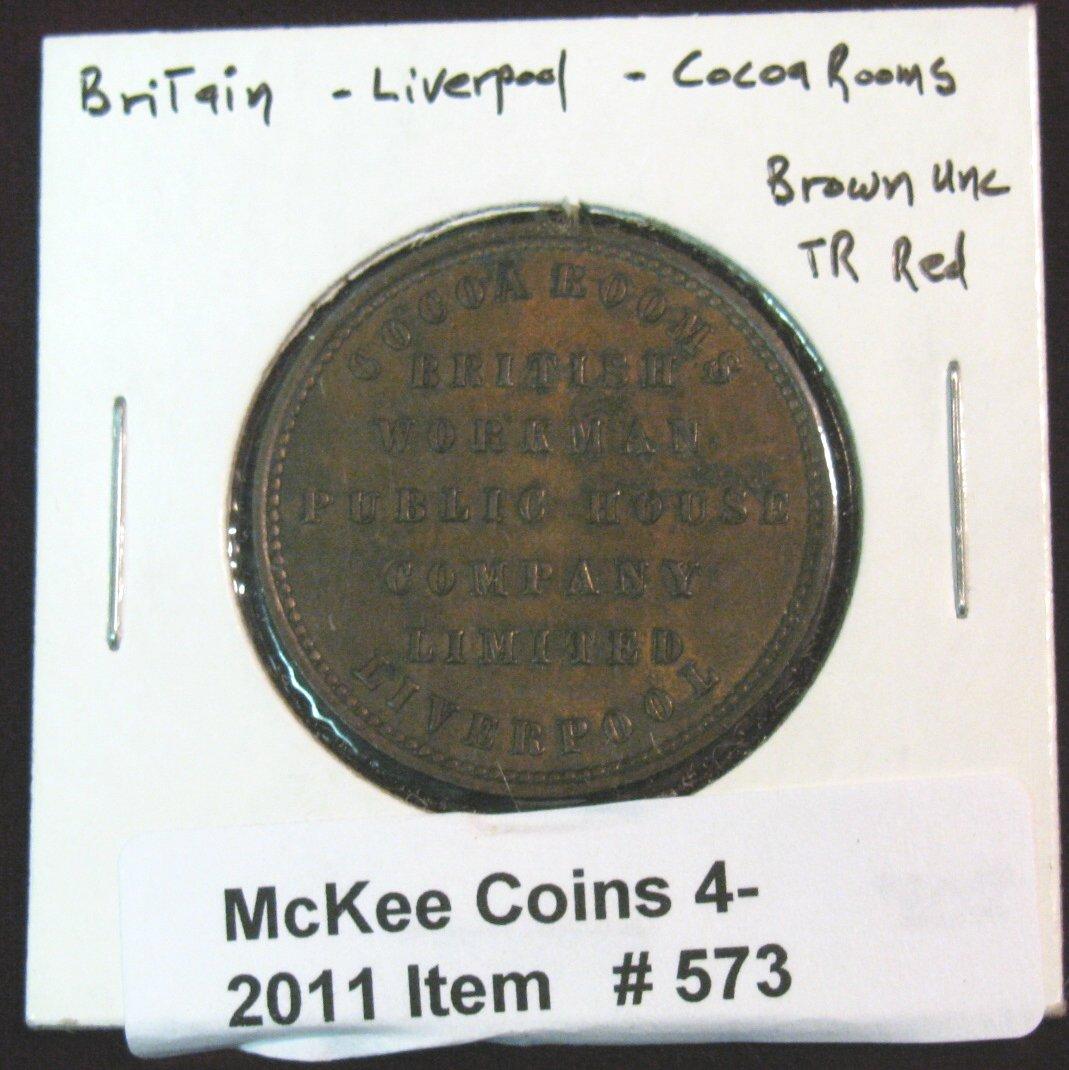 Britain - Liverpool - Cocoa Rooms
Brown Unc
TR Red
COCOA ROOMS
BRITISH
WORKMAN
PUBLIC HOUSE
COMPANY
LIMITED
LIVERPOOL
McKee Coins 4-
2011 Item # 573